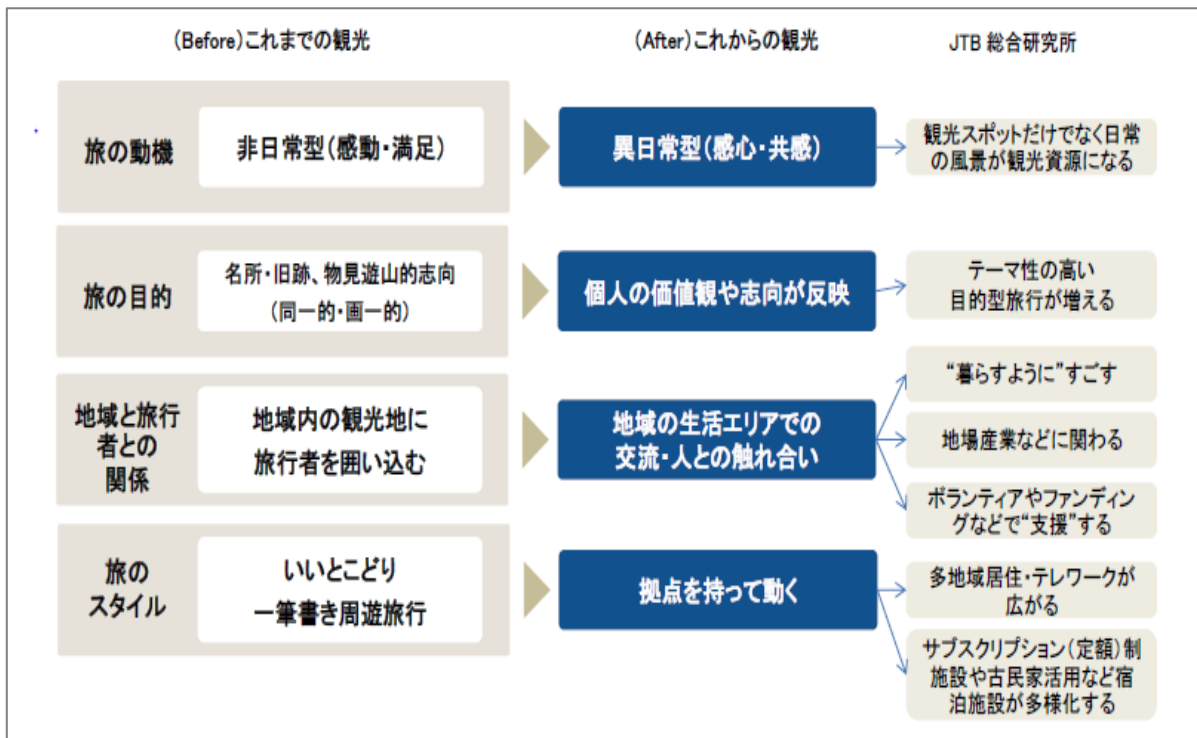 (Before)これまでの観光
(After)これからの観光
JTB 総合研究所
旅の動機
非日常型(感動・満足)
異日常型(感心・共感)
観光スポットだけでなく日常
の風景が観光資源になる
旅の目的
名所・旧跡、物見遊山的志向
(同一的・画一的)
個人の価値観や志向が反映
テーマ性の高い
目的型旅行が増える
地域と旅行
者との
関係
地域内の観光地に
旅行者を囲い込む
地域の生活エリアでの
交流・人との触れ合い
“暮らすように”すごす
地場産業などに関わる
ボランティアやファンディン
グなどで“支援”する
旅の
スタイル
いいとこどり
一筆書き周遊旅行
拠点を持って動く
多地域居住・テレワークが
広がる
サブスクリプション(定額)制
施設や古民家活用など宿
泊施設が多様化する